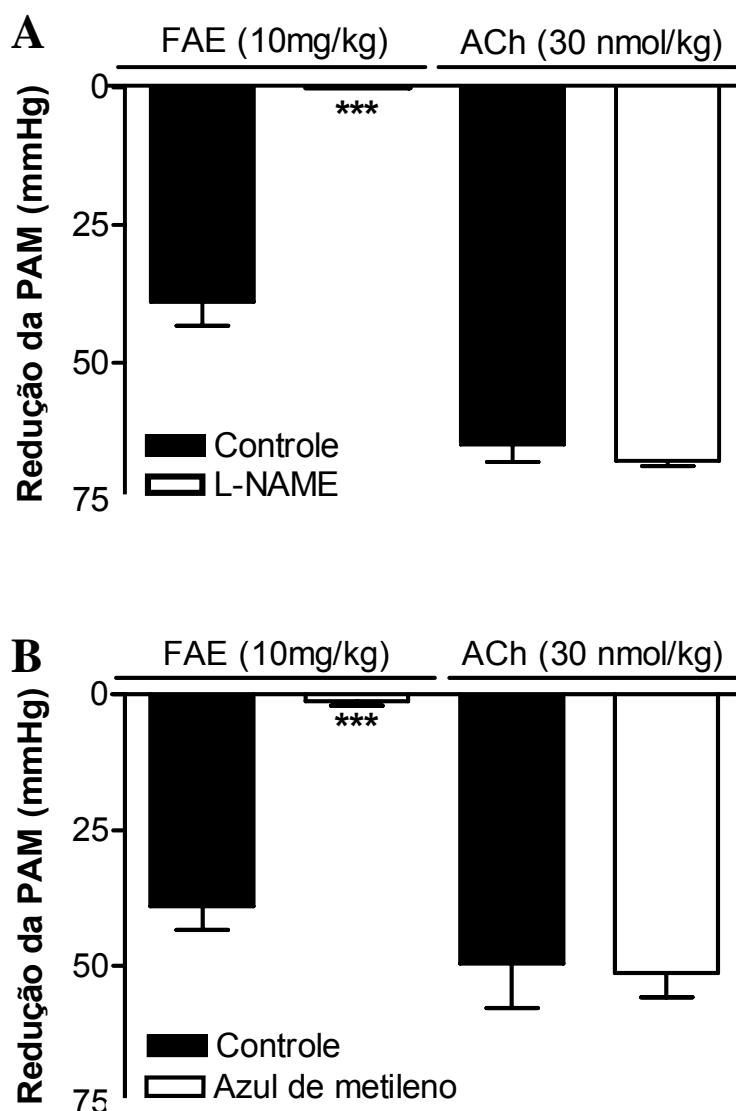 A
FAE (10mg/kg) ACh (30 nmol/kg)
Redução da PAM (mmHg)
0
25
50
75
***
Controle
L-NAME
B
FAE (10mg/kg) ACh (30 nmol/kg)
Redução da PAM (mmHg)
0
25
50
75
***
Controle
Azul de metileno